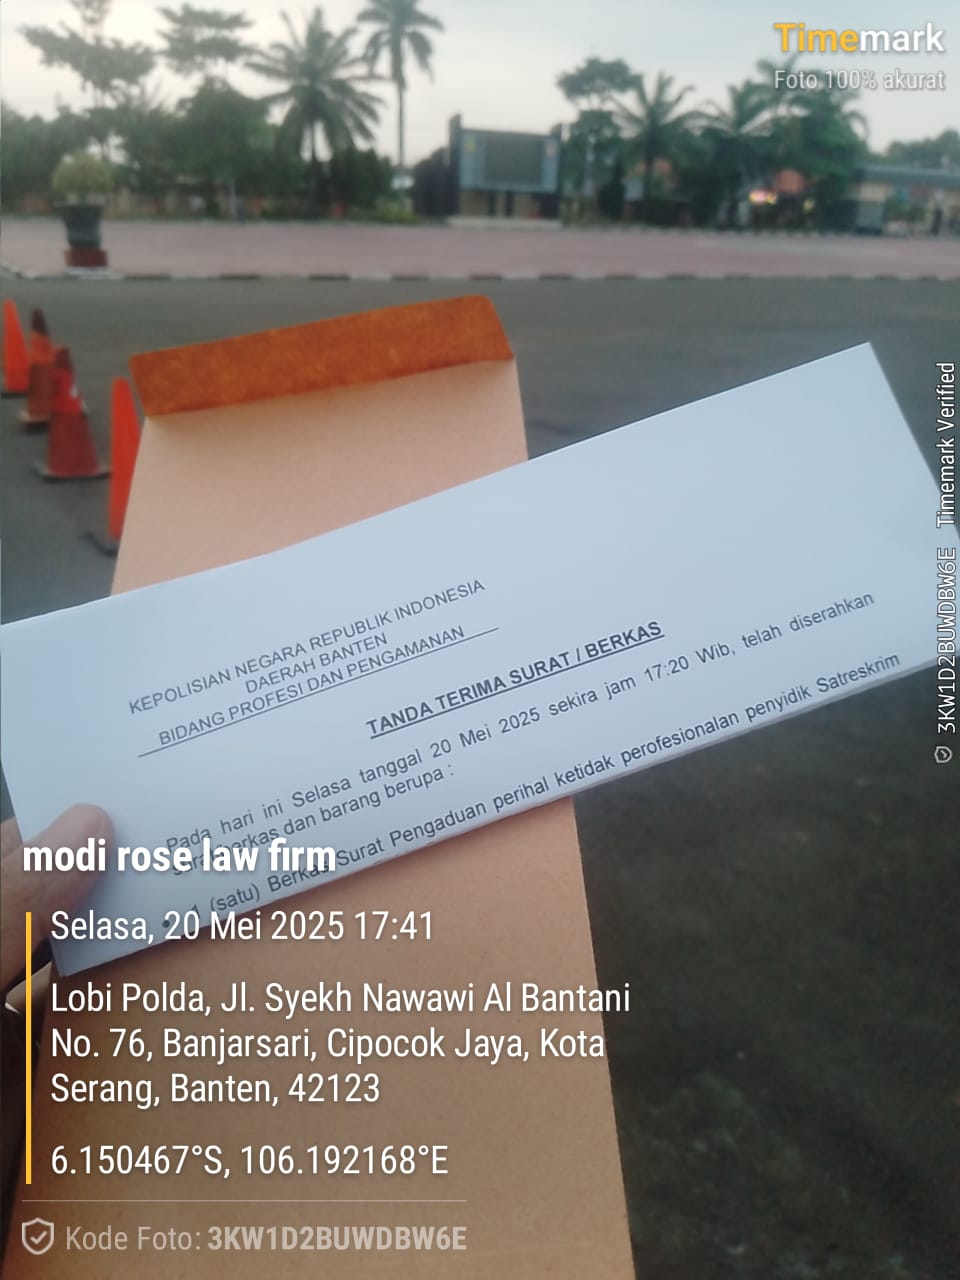 Timemark
Foto 100% akurat
KEPOLISIAN NEGARA REPUBLIK INDONESIA
DAERAH BANTEN
BIDANG PROFESI DAN PENGAMANAN
TANDA TERIMA SURAT / BERKAS
Pada hari ini Selasa tanggal 20 Mei 2025 sekira jam 17:20 Wib, telah diserahkan
surat berkas dan barang berupa :
1 (satu) Berkas Surat Pengaduan perihal ketidak perofesionalan penyidik Satreskrim
modi rose law firm
Selasa, 20 Mei 2025 17:41
Lobi Polda, Jl. Syekh Nawawi Al Bantani
No. 76, Banjarsari, Cipocok Jaya, Kota
Serang, Banten, 42123
6.150467°S, 106.192168°E
Kode Foto: 3KW1D2BUWDBW6E
3KW1D2BUWDBW6E Timemark Verified